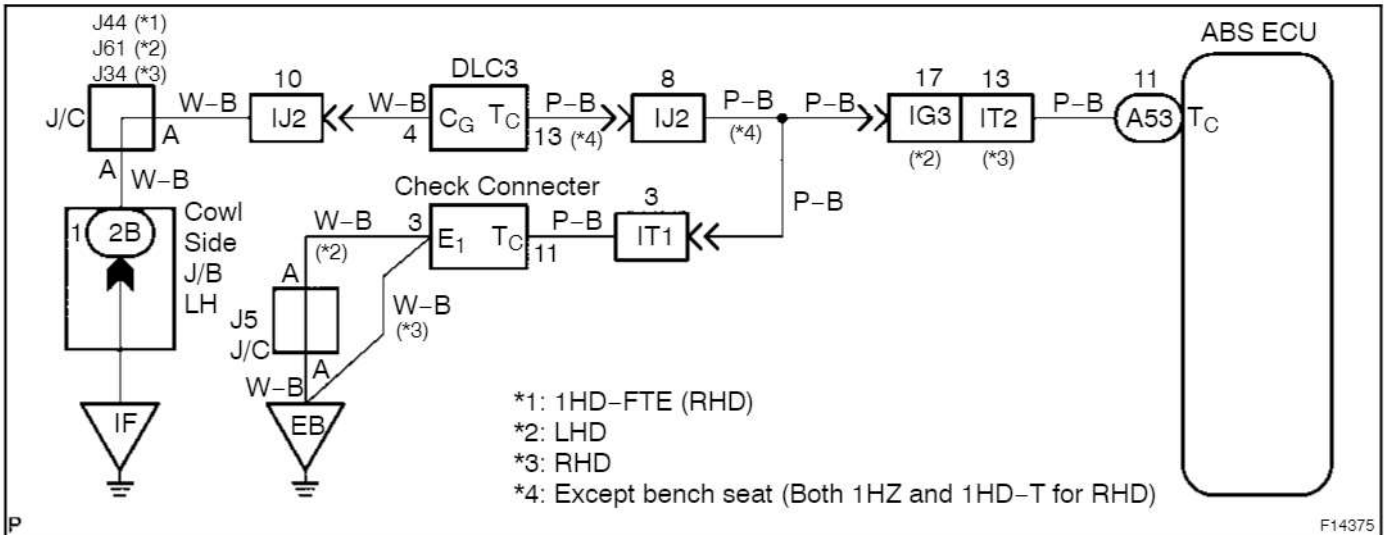 J44 (*1)
J61 (*2)
J34 (*3)
J/C
A
A
W–B
W–B
10
IJ2
W–B
4
DLC3
CG TC
P–B
13 (*4)
8
IJ2
P–B
(*4)
P–B
17
IG3
(*2)
13
IT2
(*3)
P–B
11
A53
ABS ECU
TC
1
2B
Cowl
Side
J/B
LH
IF
Check Connecter
W–B
(*2)
3
E1 TC
11
P–B
3
IT1
P–B
A
J5
J/C
A
W–B
W–B
(*3)
EB
*1: 1HD–FTE (RHD)
*2: LHD
*3: RHD
*4: Except bench seat (Both 1HZ and 1HD–T for RHD)
P
F14375